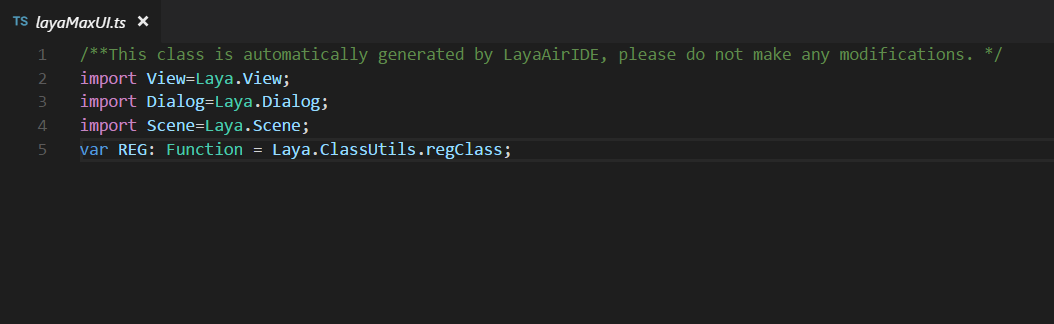 TS layaMaxUI.ts ×
1 /**This class is automatically generated by LayaAirIDE, please do not make any modifications. */
2 import View=Laya.View;
3 import Dialog=Laya.Dialog;
4 import Scene=Laya.Scene;
5 var REG: Function = Laya.ClassUtils.regClass;